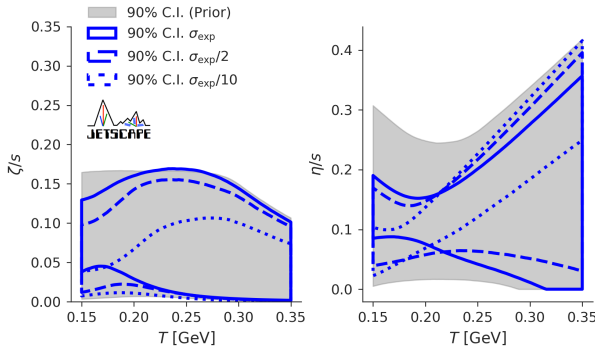 90% C.I. (Prior)
90% C.I. σexp
90% C.I. σexp/2
90% C.I. σexp/10
JETSCAPE
ζ/s
0.35
0.30
0.25
0.20
0.15
0.10
0.05
0.00
0.15 0.20 0.25 0.30 0.35
T [GeV]
η/s
0.4
0.3
0.2
0.1
0.0
0.15 0.20 0.25 0.30 0.35
T [GeV]